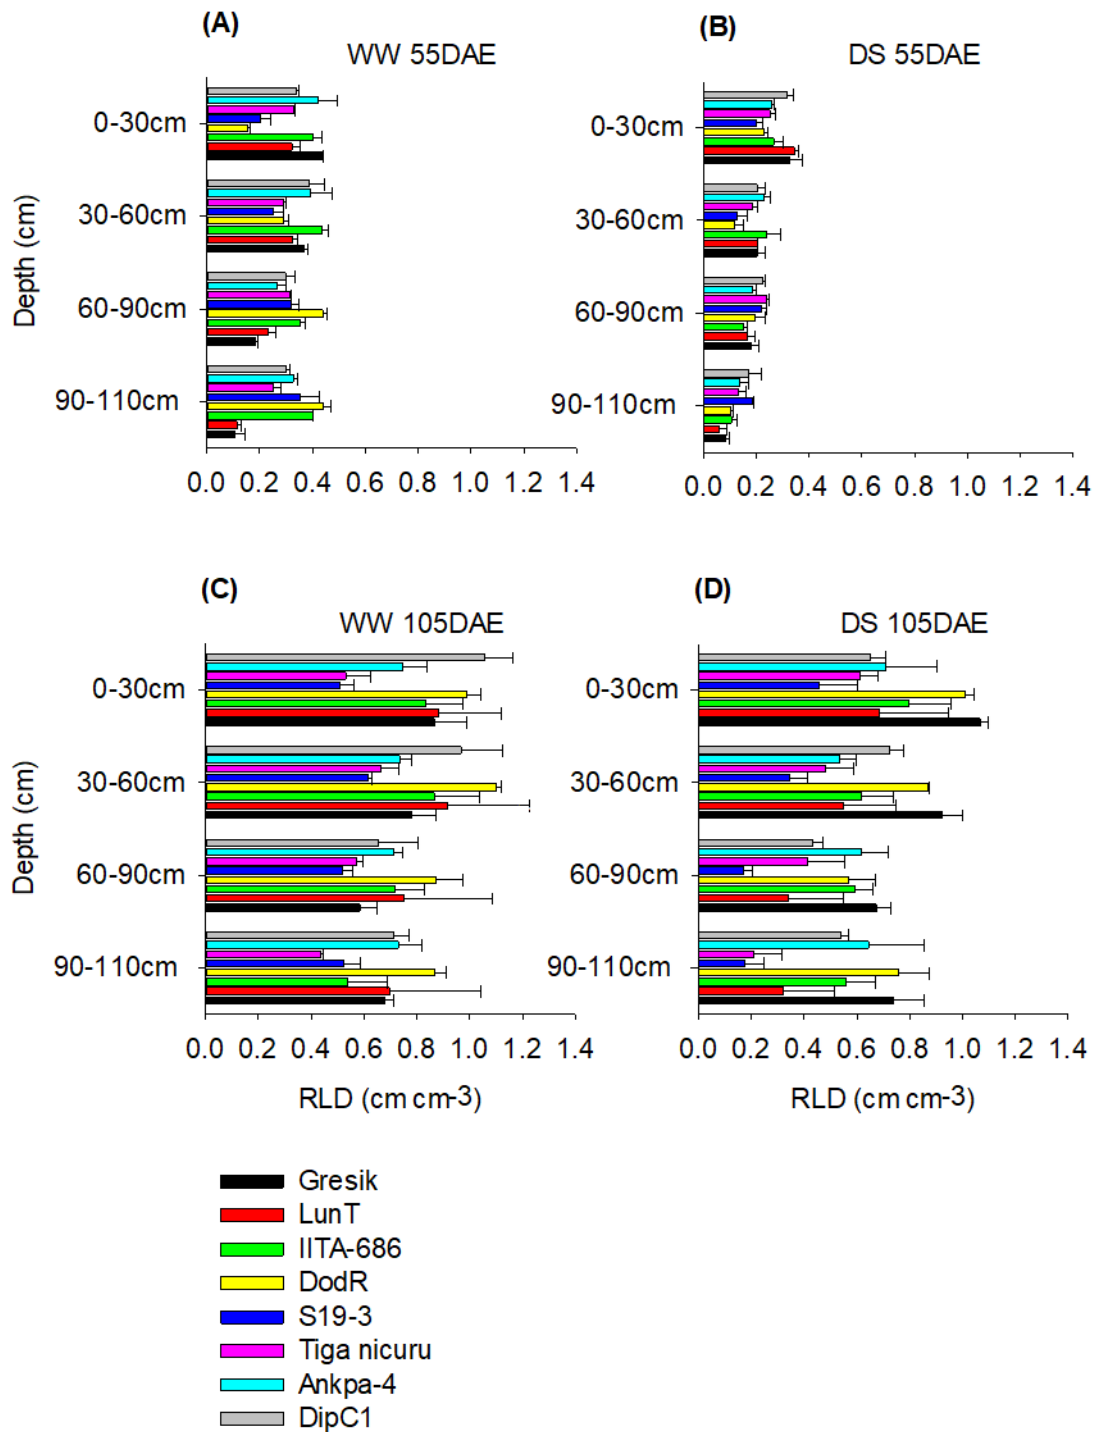 (A)
WW 55DAE
(B)
DS 55DAE
Depth (cm)
0-30cm
30-60cm
60-90cm
90-110cm
0.0 0.2 0.4 0.6 0.8 1.0 1.2 1.4
0-30cm
30-60cm
60-90cm
90-110cm
0.0 0.2 0.4 0.6 0.8 1.0 1.2 1.4
(C)
WW 105DAE
(D)
DS 105DAE
Depth (cm)
0-30cm
30-60cm
60-90cm
90-110cm
0.0 0.2 0.4 0.6 0.8 1.0 1.2 1.4
RLD (cm cm-3)
0-30cm
30-60cm
60-90cm
90-110cm
0.0 0.2 0.4 0.6 0.8 1.0 1.2 1.4
RLD (cm cm-3)
Gresik
LunT
IITA-686
DodR
S19-3
Tiga nicuru
Ankpa-4
DipC1